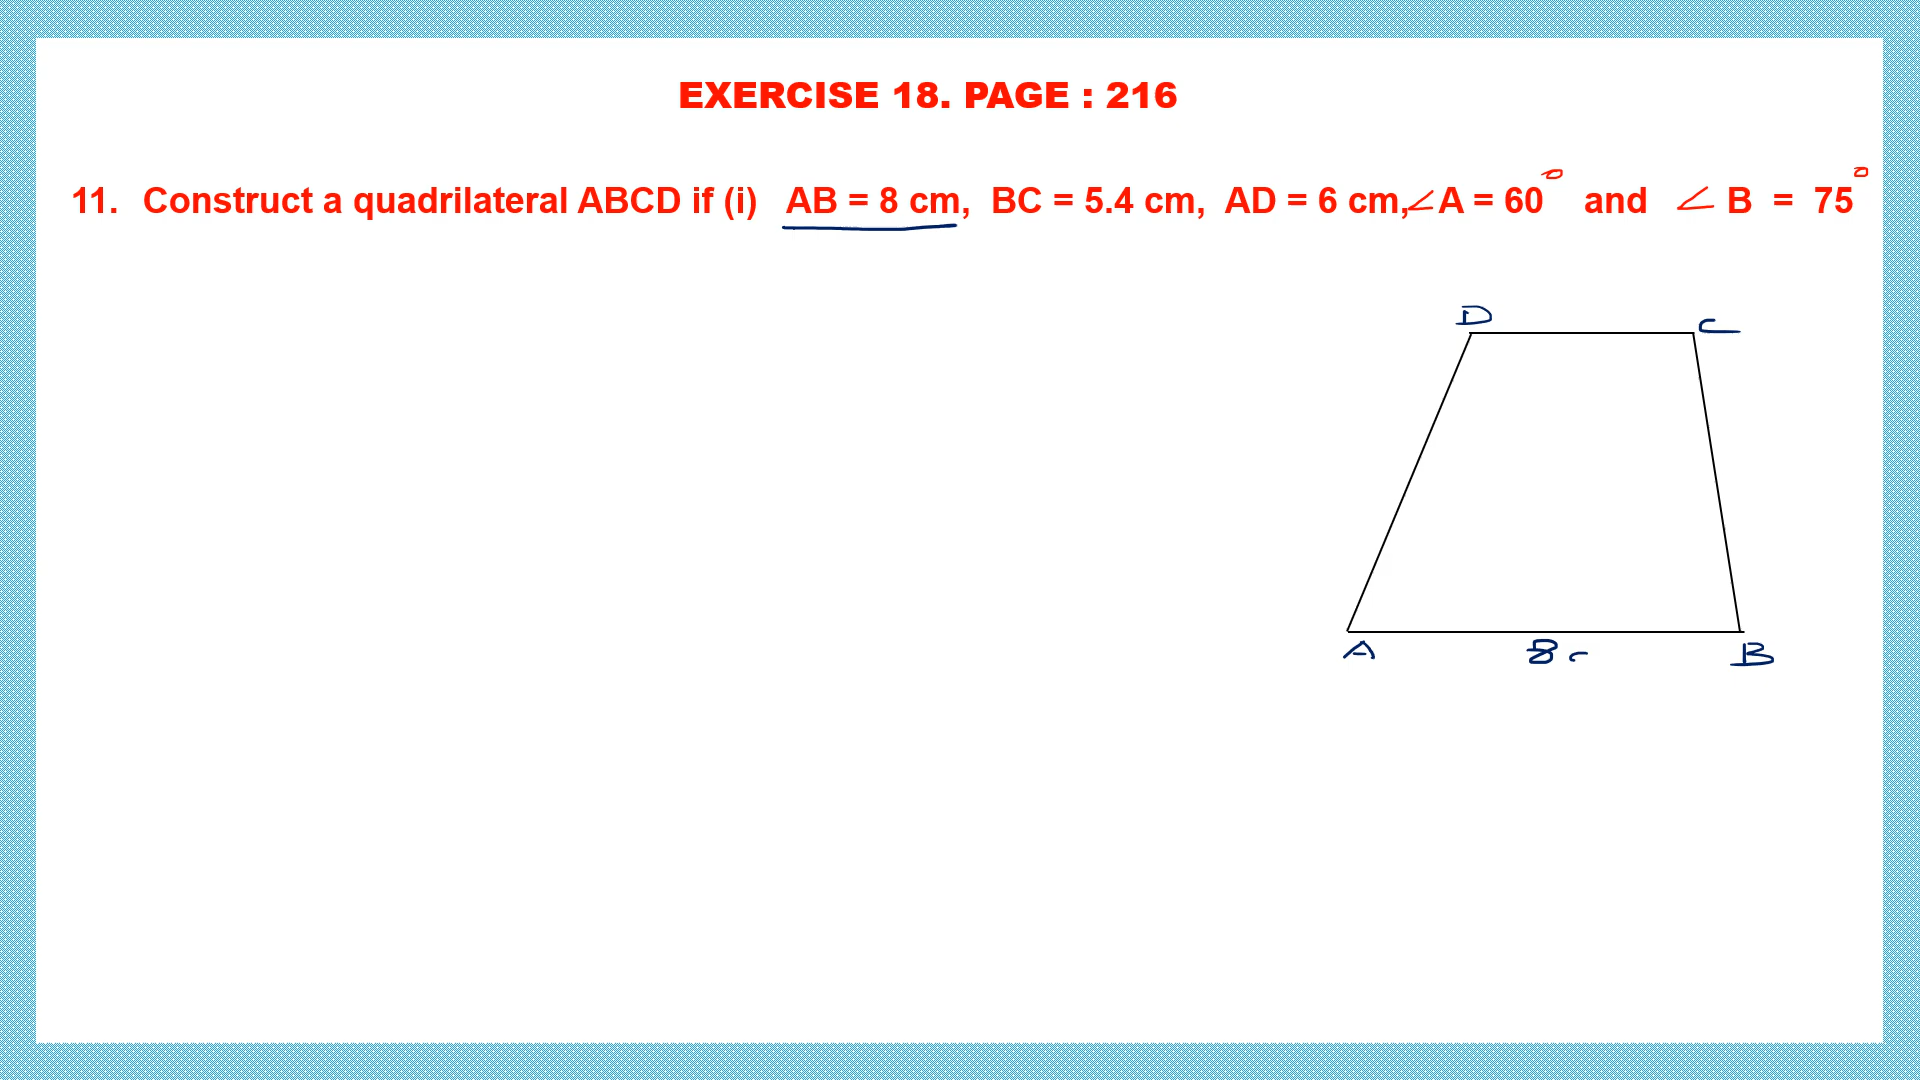 EXERCISE 18. PAGE : 216
11. Construct a quadrilateral ABCD if (i) AB = 8 cm, BC = 5.4 cm, AD = 6 cm, ∠A = 60° and ∠ B = 75°
D C
A 8 c B